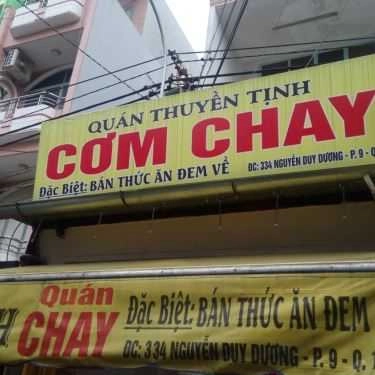 QUÁN THUYỀN TỊNH
CƠM CHAY
Đặc Biệt: BÁN THỨC ĂN ĐEM VỀ
ĐC: 334 NGUYỄN DUY DƯƠNG - P. 9 - Q.
Quán
CHAY
Đặc Biệt: BÁN THỨC ĂN ĐEM
ĐC: 334 NGUYỄN DUY DƯƠNG - P. 9 - Q. 1